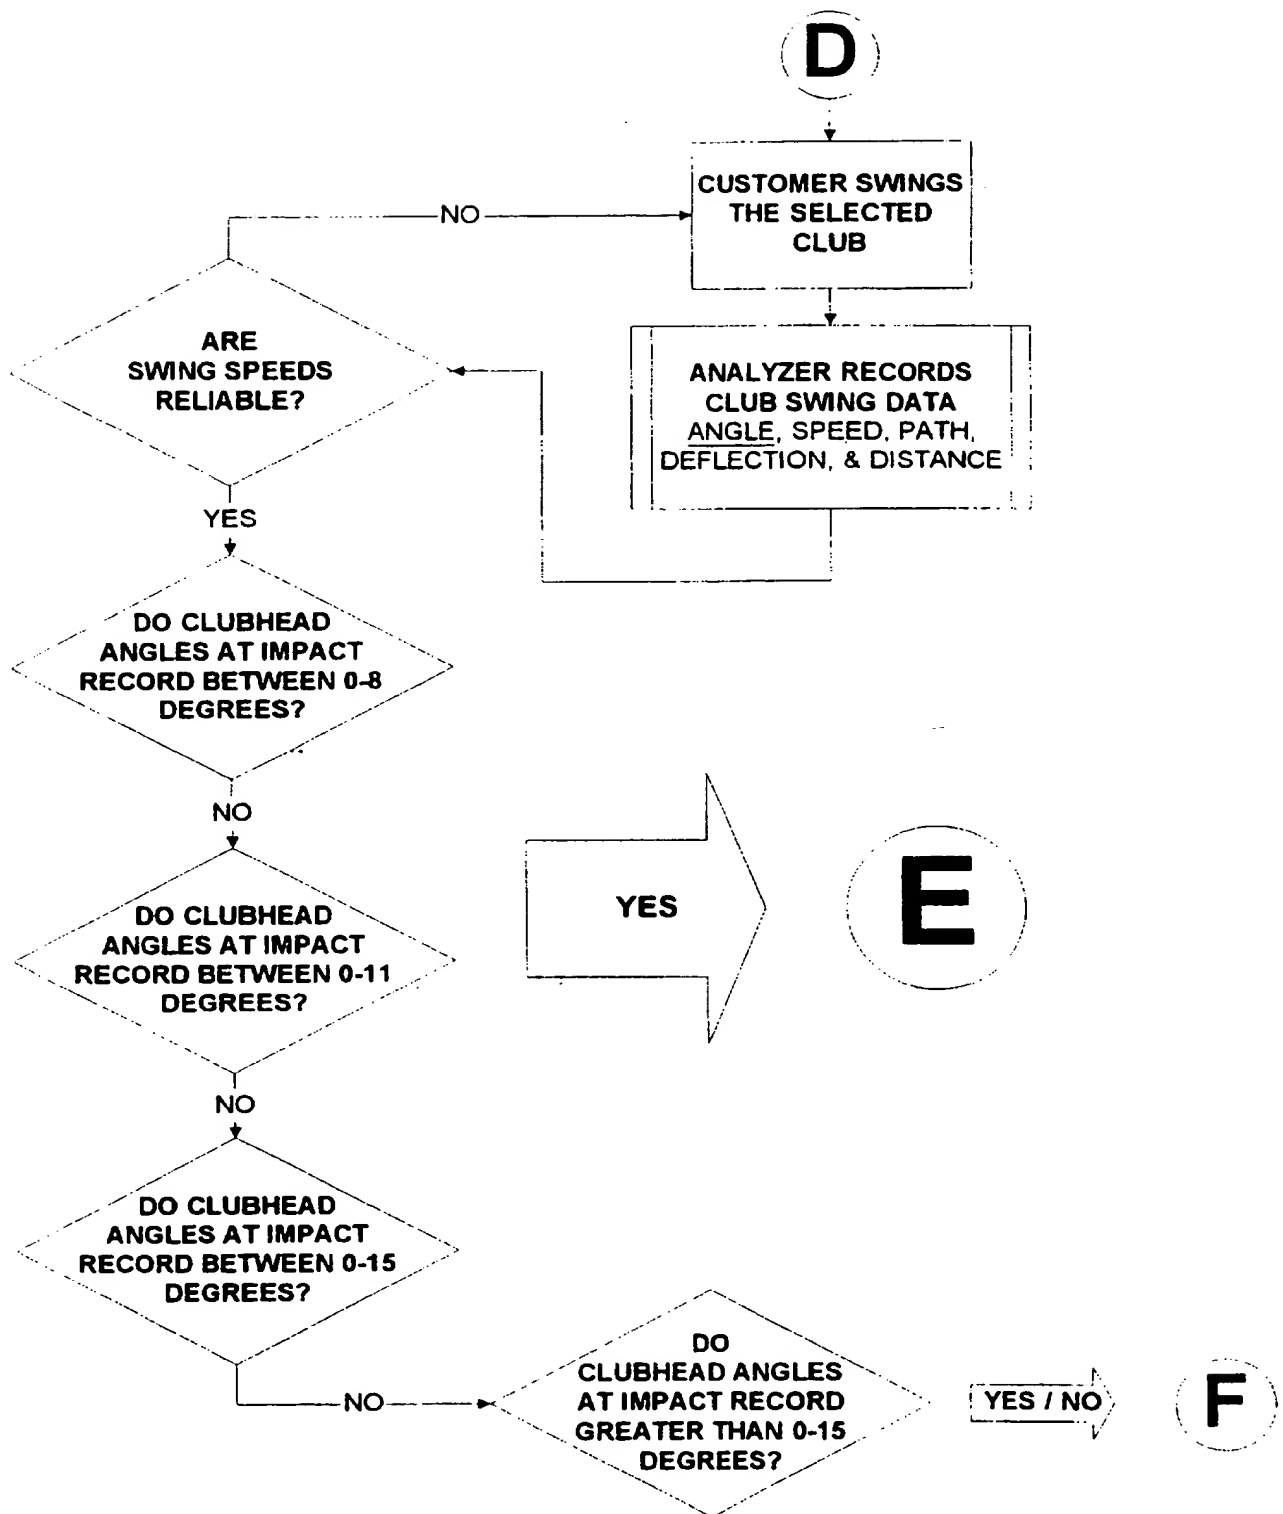 D
CUSTOMER SWINGS
THE SELECTED
CLUB
NO
ARE
SWING SPEEDS
RELIABLE?
ANALYZER RECORDS
CLUB SWING DATA
ANGLE, SPEED, PATH,
DEFLECTION, & DISTANCE
YES
DO CLUBHEAD
ANGLES AT IMPACT
RECORD BETWEEN 0-8
DEGREES?
NO
DO CLUBHEAD
ANGLES AT IMPACT
RECORD BETWEEN 0-11
DEGREES?
YES
E
NO
DO CLUBHEAD
ANGLES AT IMPACT
RECORD BETWEEN 0-15
DEGREES?
NO
DO
CLUBHEAD ANGLES
AT IMPACT RECORD
GREATER THAN 0-15
DEGREES?
YES / NO
F